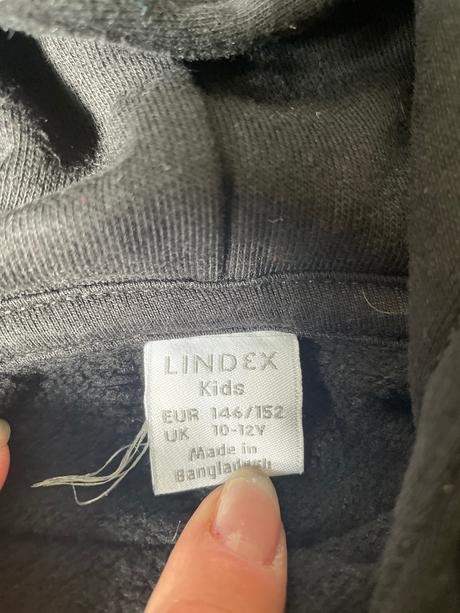 LINDEX
Kids
EUR 146/152
UK 10-12Y
Made in
Bangladesh